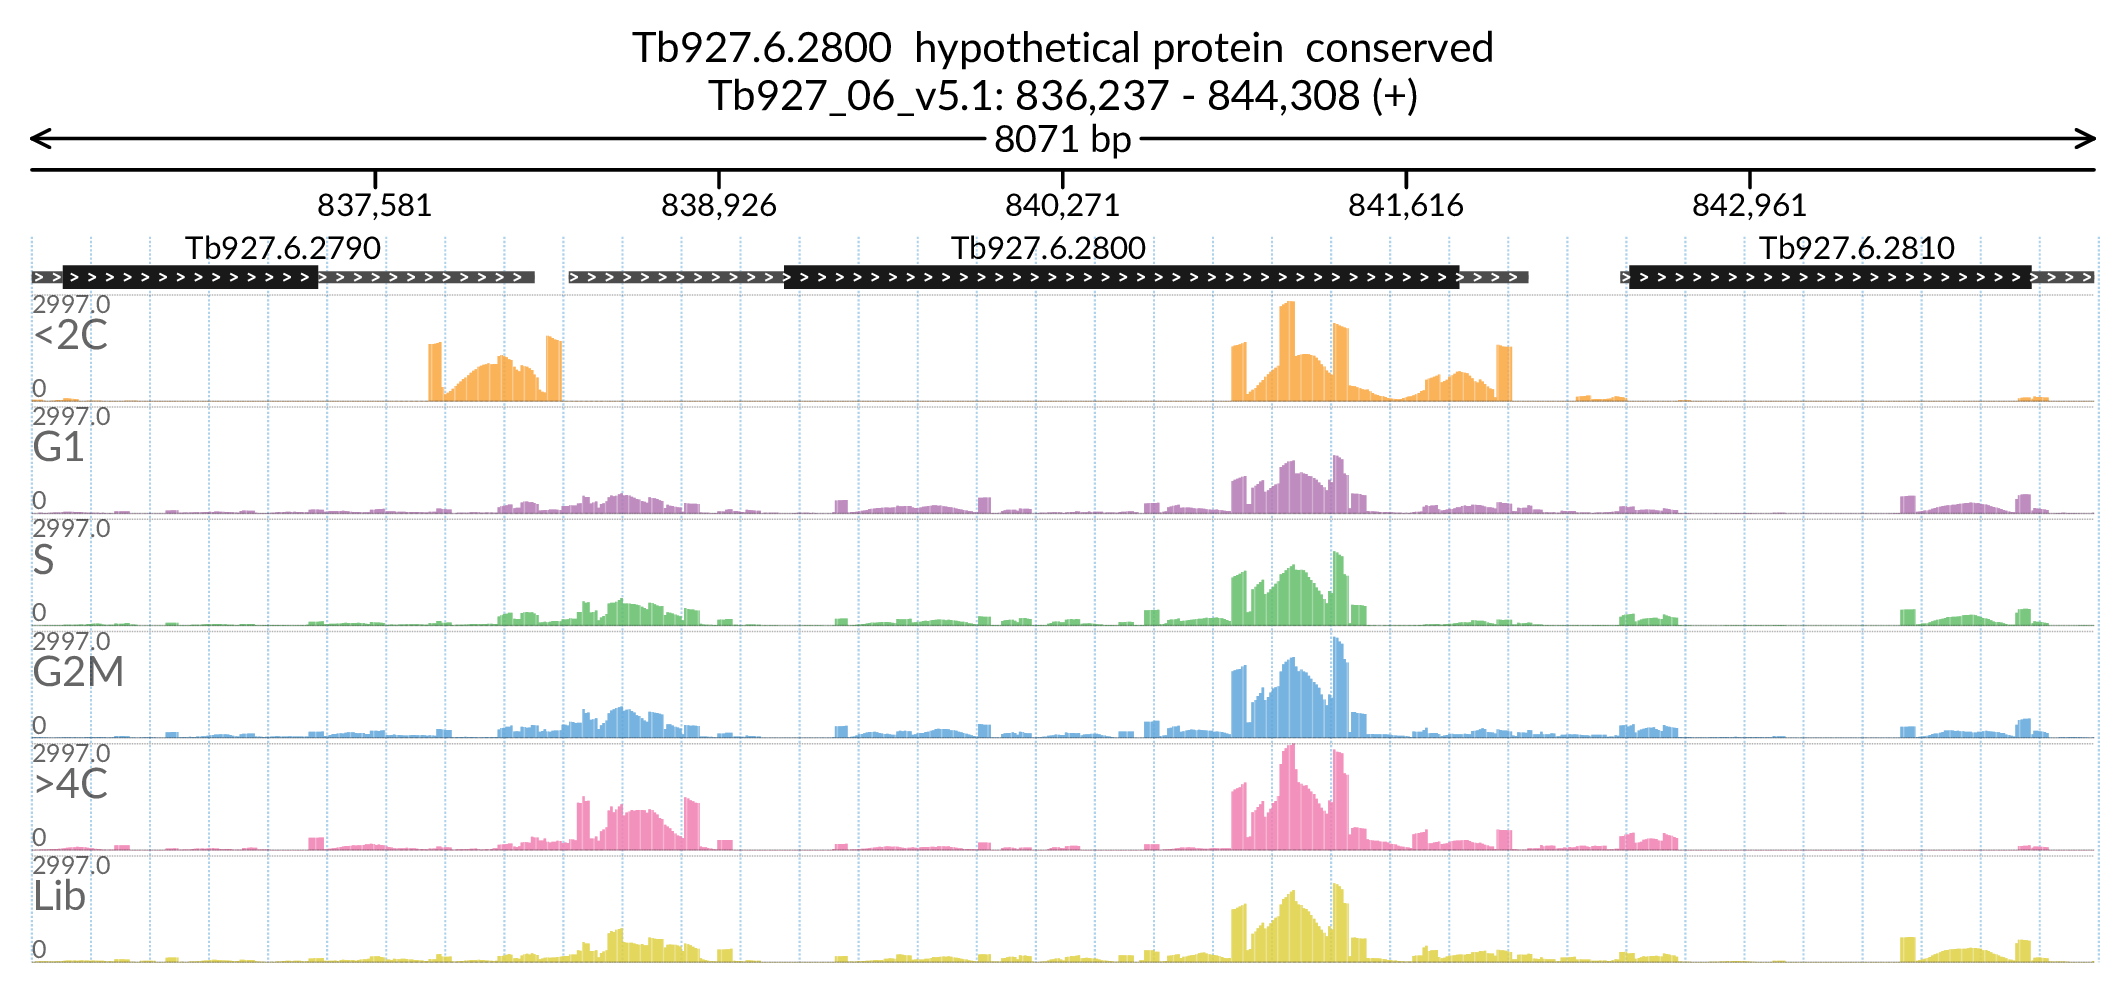 Tb927.6.2800 hypothetical protein conserved
Tb927_06_v5.1: 836,237 - 844,308 (+)
8071 bp
837,581 838,926 840,271 841,616 842,961
Tb927.6.2790 Tb927.6.2800 Tb927.6.2810
2997.0
<2C
0
2997.0
G1
0
2997.0
S
0
2997.0
G2M
0
2997.0
>4C
0
2997.0
Lib
0